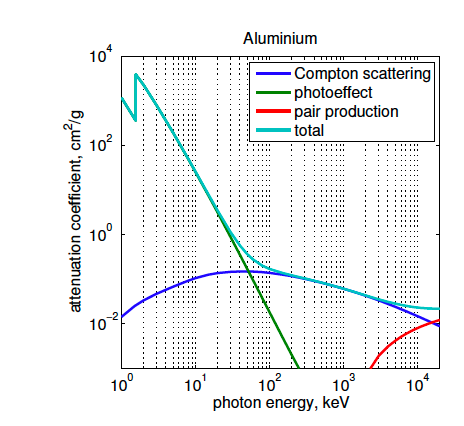 Aluminium
Compton scattering
photoeffect
pair production
total
attenuation coefficient, cm²/g
10⁴
10²
10⁰
10⁻²
10⁰ 10¹ 10² 10³ 10⁴
photon energy, keV